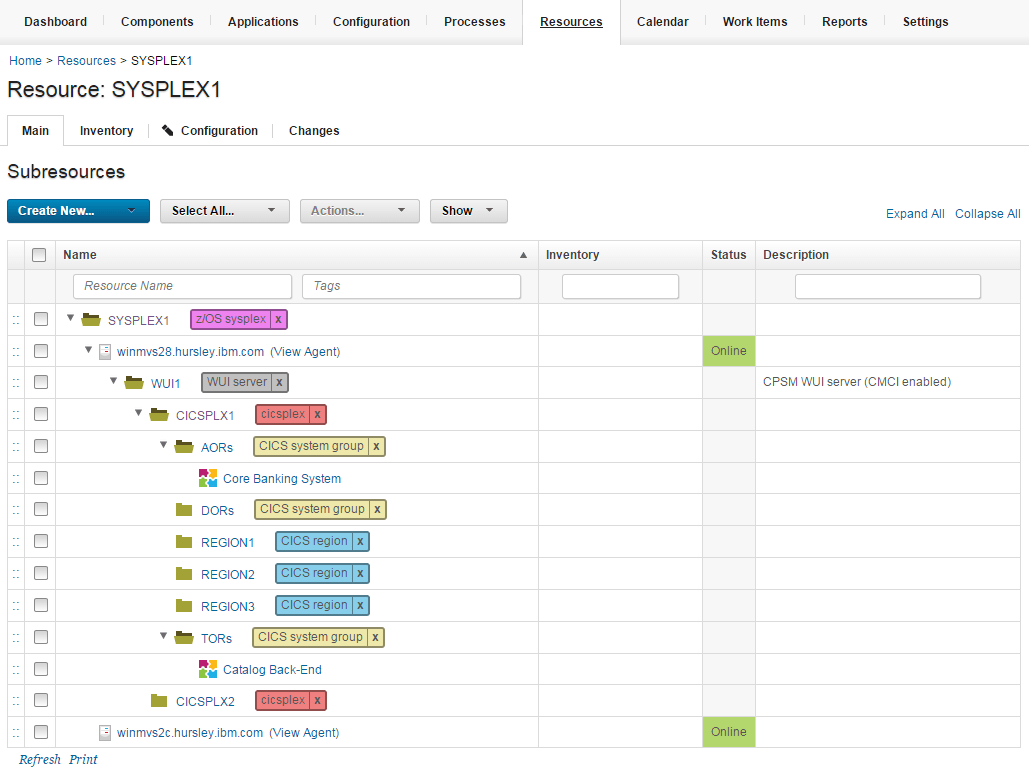 Dashboard Components Applications Configuration Processes Resources Calendar Work Items Reports Settings
Home > Resources > SYSPLEX1
Resource: SYSPLEX1
Main Inventory Configuration Changes
Subresources
Create New... Select All... Actions... Show Expand All Collapse All
Name Inventory Status Description
Resource Name Tags
SYSPLEX1 z/OS sysplex x
winmvs28.hursley.ibm.com (View Agent) Online
WUI1 WUI server x CPSM WUI server (CMCI enabled)
CICSPLX1 cicsplex x
AORs CICS system group x
Core Banking System
DORs CICS system group x
REGION1 CICS region x
REGION2 CICS region x
REGION3 CICS region x
TORs CICS system group x
Catalog Back-End
CICSPLX2 cicsplex x
winmvs2c.hursley.ibm.com (View Agent) Online
Refresh Print